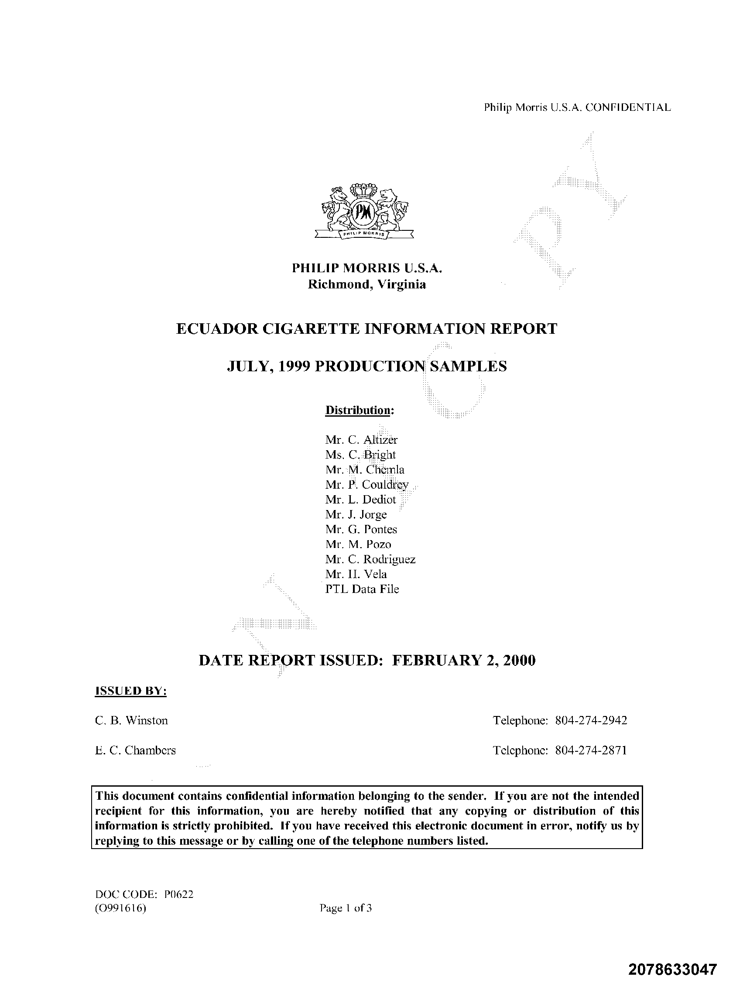 Philip Morris U.S.A. CONFIDENTIAL
PM
PHILIP MORRIS
PHILIP MORRIS U.S.A.
Richmond, Virginia
ECUADOR CIGARETTE INFORMATION REPORT
JULY, 1999 PRODUCTION SAMPLES
Distribution:
Mr. C. Altizer
Ms. C. Bright
Mr. M. Chemla
Mr. P. Couldrey
Mr. L. Dediot
Mr. J. Jorge
Mr. G. Pontes
Mr. M. Pozo
Mr. C. Rodriguez
Mr. H. Vela
PTL Data File
DATE REPORT ISSUED: FEBRUARY 2, 2000
ISSUED BY:
C. B. Winston Telephone: 804-274-2942
E. C. Chambers Telephone: 804-274-2871
This document contains confidential information belonging to the sender. If you are not the intended
recipient for this information, you are hereby notified that any copying or distribution of this
information is strictly prohibited. If you have received this electronic document in error, notify us by
replying to this message or by calling one of the telephone numbers listed.
DOC CODE: P0622
(O991616) Page 1 of 3
2078633047